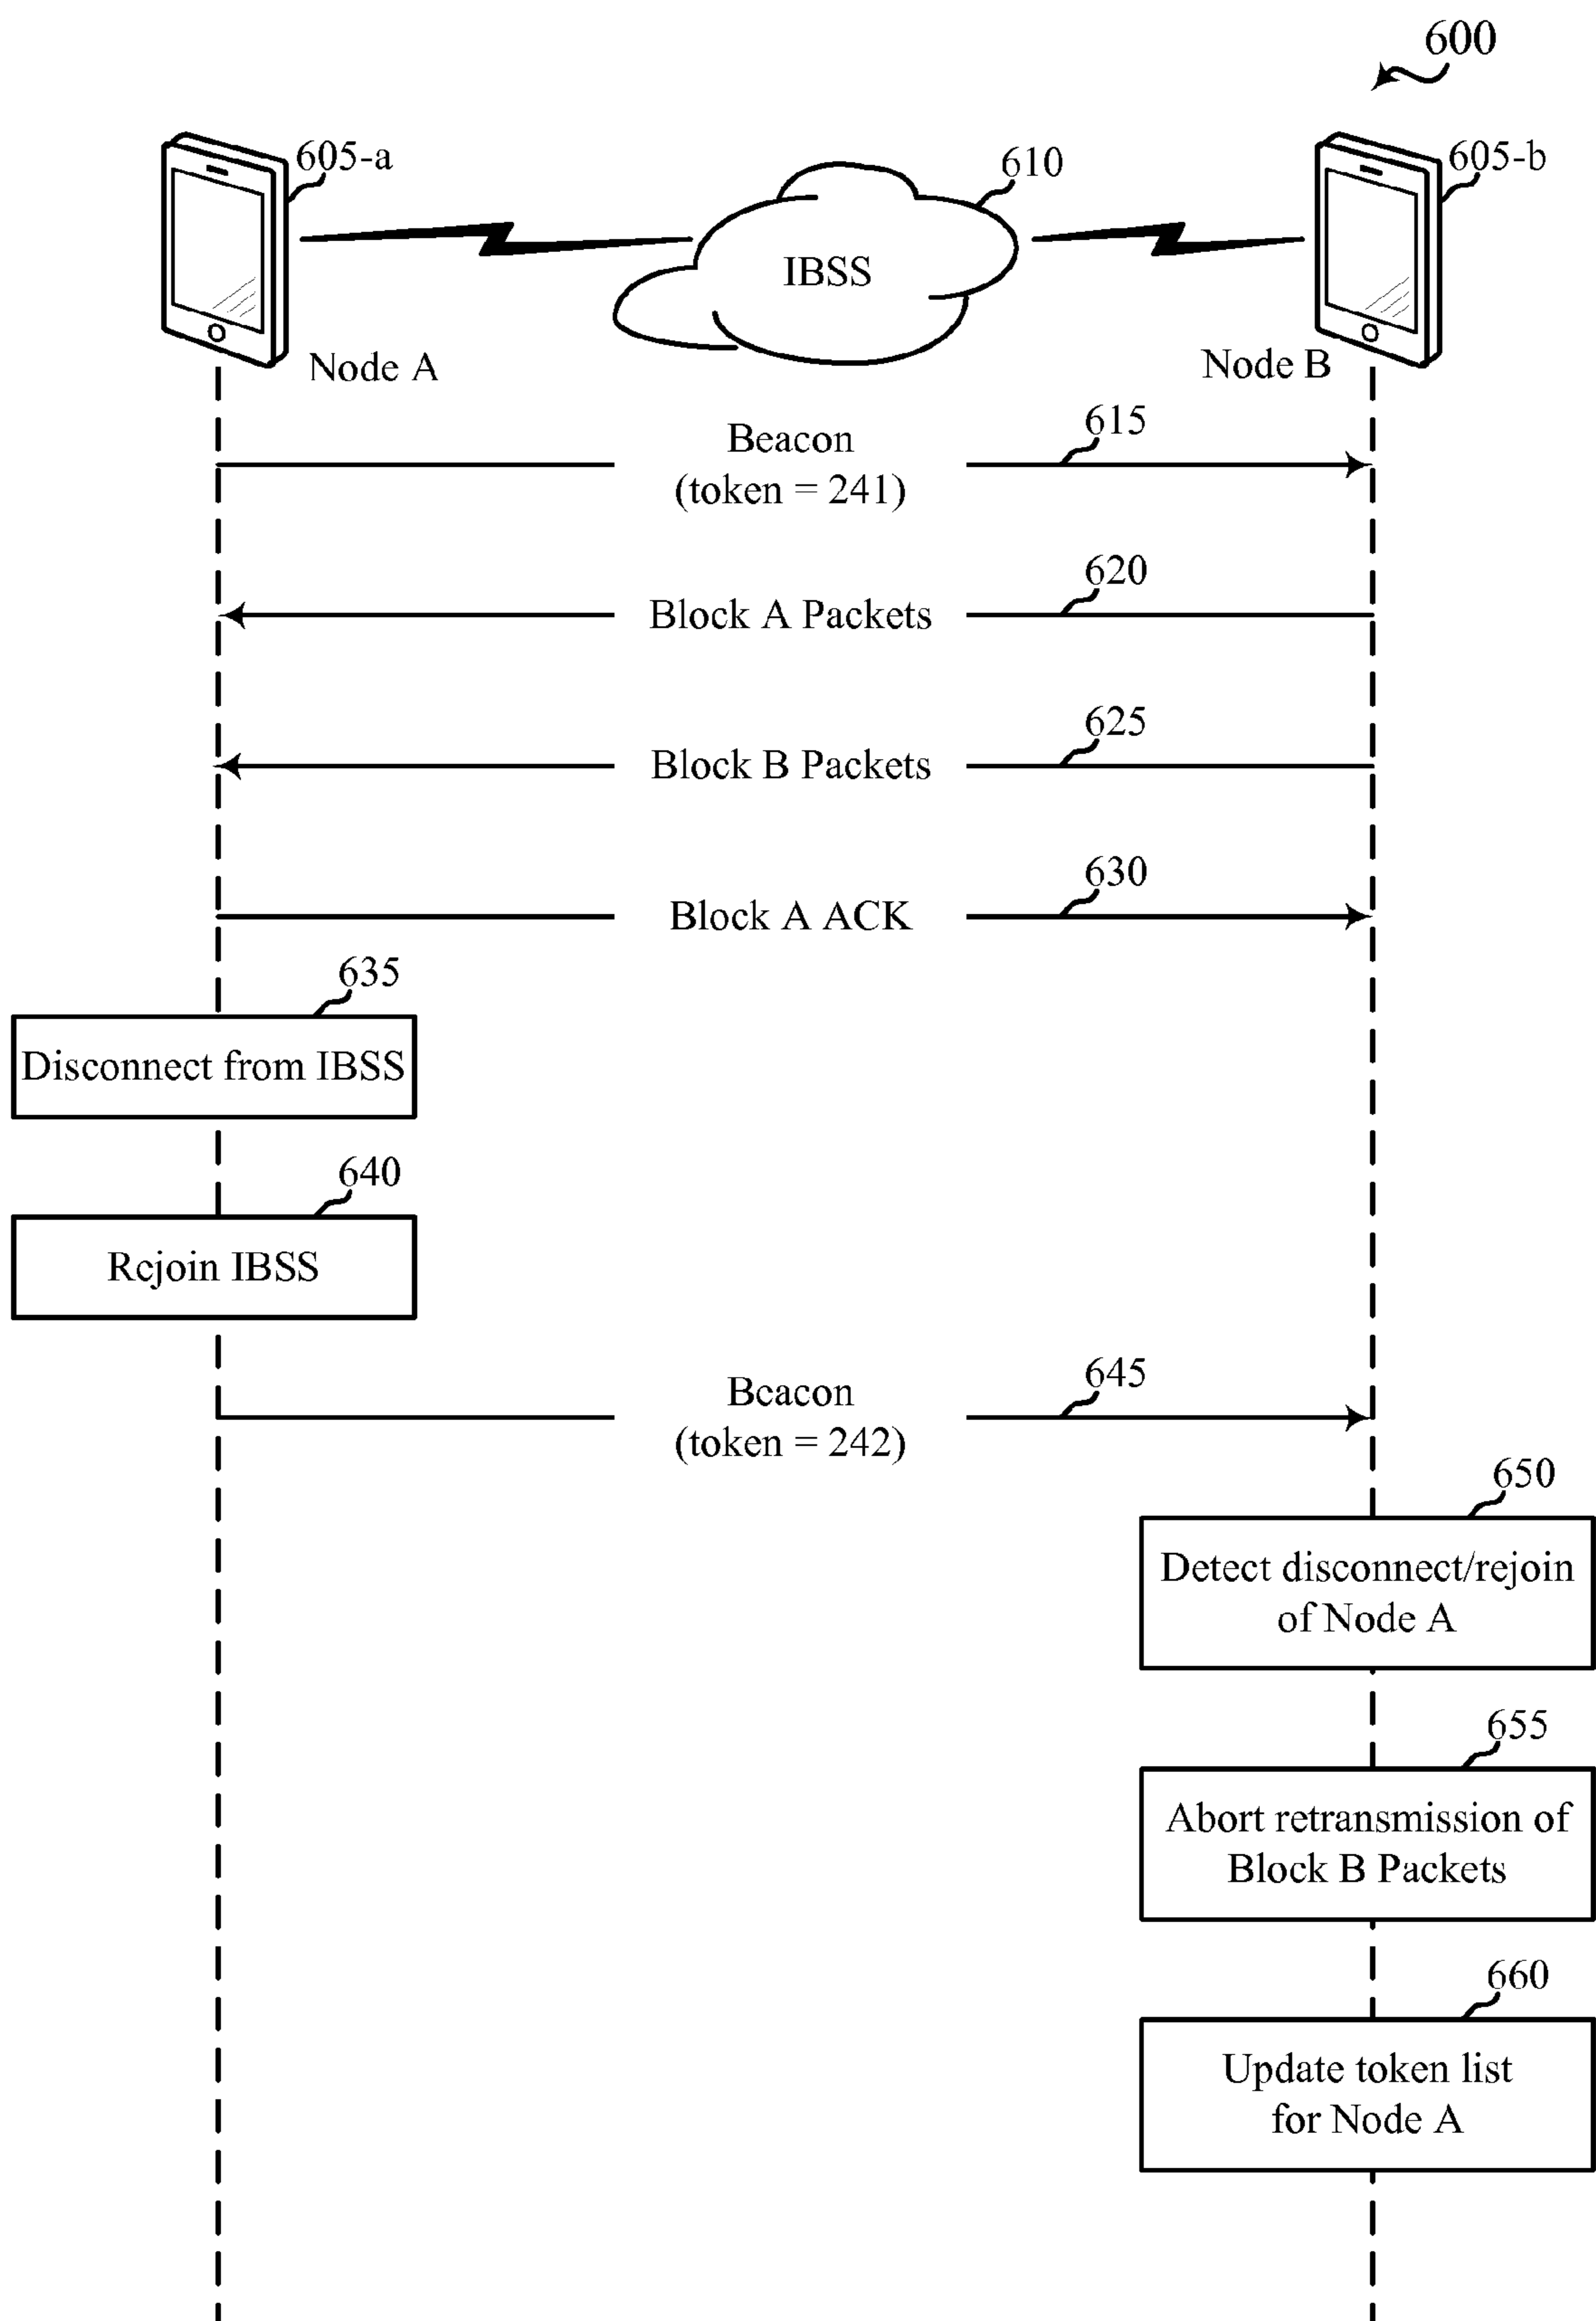 600
605-a
610
605-b
IBSS
Node A
Node B
615
Beacon
(token = 241)
620
Block A Packets
625
Block B Packets
630
Block A ACK
635
Disconnect from IBSS
640
Rejoin IBSS
645
Beacon
(token = 242)
650
Detect disconnect/rejoin
of Node A
655
Abort retransmission of
Block B Packets
660
Update token list
for Node A